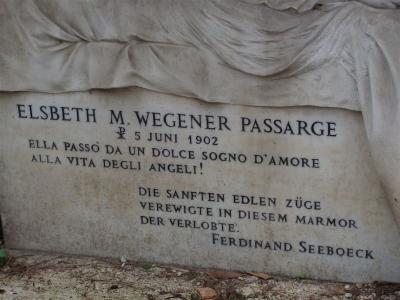 ELSBETH M. WEGENER PASSARGE
☧ 5 JUNI 1902
ELLA PASSO' DA UN DOLCE SOGNO D'AMORE
ALLA VITA DEGLI ANGELI!
DIE SANFTEN EDLEN ZÜGE
VEREWIGTE IN DIESEM MARMOR
DER VERLOBTE.
FERDINAND SEEBOECK